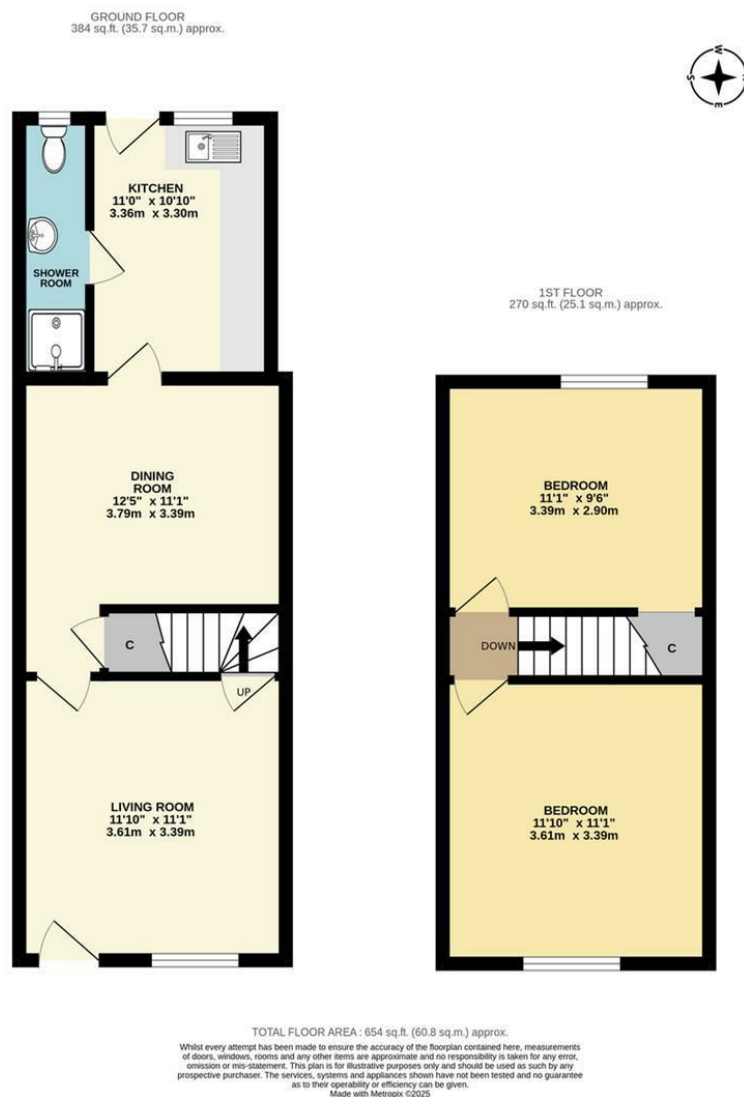 GROUND FLOOR
384 sq.ft. (35.7 sq.m.) approx.
W
S
E
KITCHEN
11'0" x 10'10"
3.36m x 3.30m
SHOWER
ROOM
DINING
ROOM
12'5" x 11'1"
3.79m x 3.39m
C
UP
LIVING ROOM
11'10" x 11'1"
3.61m x 3.39m
1ST FLOOR
270 sq.ft. (25.1 sq.m.) approx.
BEDROOM
11'1" x 9'6"
3.39m x 2.90m
DOWN
C
BEDROOM
11'10" x 11'1"
3.61m x 3.39m
TOTAL FLOOR AREA : 654 sq.ft. (60.8 sq.m.) approx.
Whilst every attempt has been made to ensure the accuracy of the floorplan contained here, measurements
of doors, windows, rooms and any other items are approximate and no responsibility is taken for any error,
omission or mis-statement. This plan is for illustrative purposes only and should be used as such by any
prospective purchaser. The services, systems and appliances shown have not been tested and no guarantee
as to their operability or efficiency can be given.
Made with Metropix ©2025